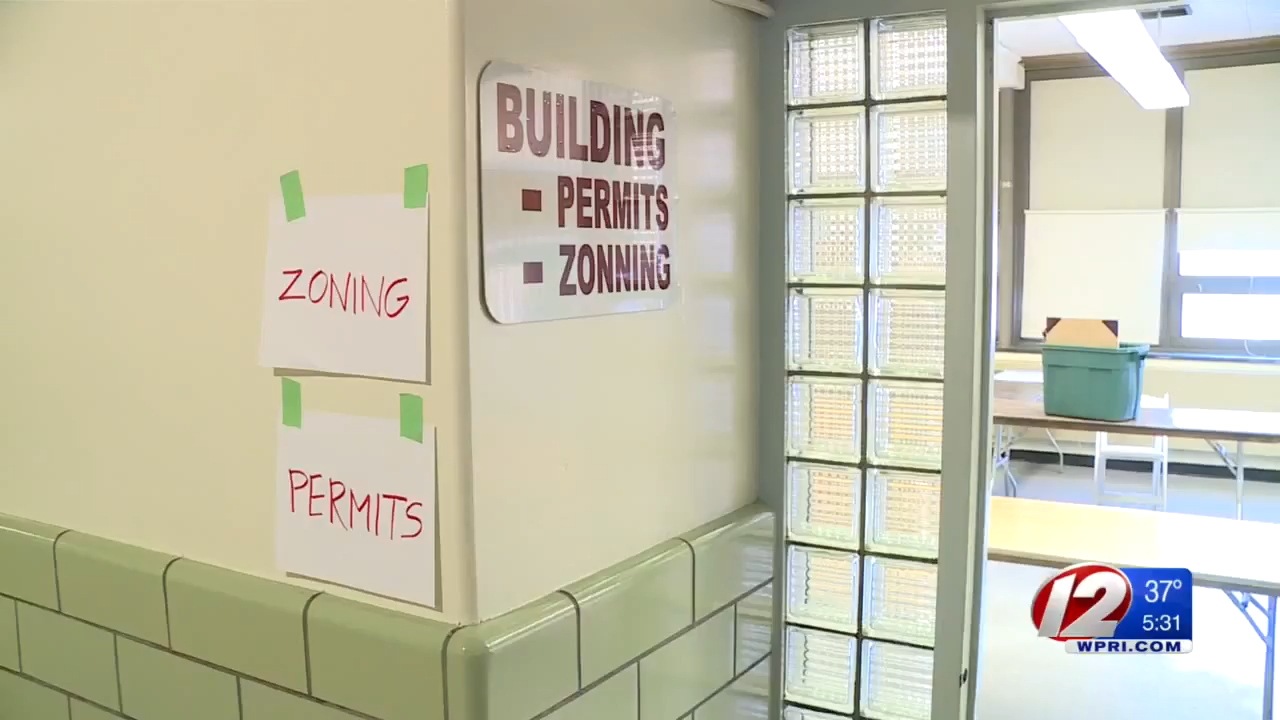 ZONING
PERMITS
BUILDING
- PERMITS
- ZONNING
12
37°
5:31
WPRI.COM